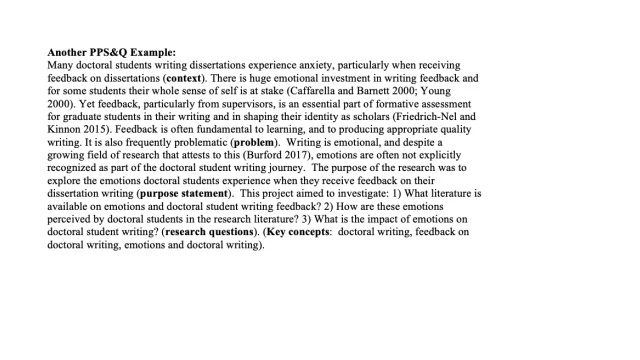 Another PPS&Q Example:
Many doctoral students writing dissertations experience anxiety, particularly when receiving
feedback on dissertations (context). There is huge emotional investment in writing feedback and
for some students their whole sense of self is at stake (Caffarella and Barnett 2000; Young
2000). Yet feedback, particularly from supervisors, is an essential part of formative assessment
for graduate students in their writing and in shaping their identity as scholars (Friedrich-Nel and
Kinnon 2015). Feedback is often fundamental to learning, and to producing appropriate quality
writing. It is also frequently problematic (problem). Writing is emotional, and despite a
growing field of research that attests to this (Burford 2017), emotions are often not explicitly
recognized as part of the doctoral student writing journey. The purpose of the research was to
explore the emotions doctoral students experience when they receive feedback on their
dissertation writing (purpose statement). This project aimed to investigate: 1) What literature is
available on emotions and doctoral student writing feedback? 2) How are these emotions
perceived by doctoral students in the research literature? 3) What is the impact of emotions on
doctoral student writing? (research questions). (Key concepts: doctoral writing, feedback on
doctoral writing, emotions and doctoral writing).